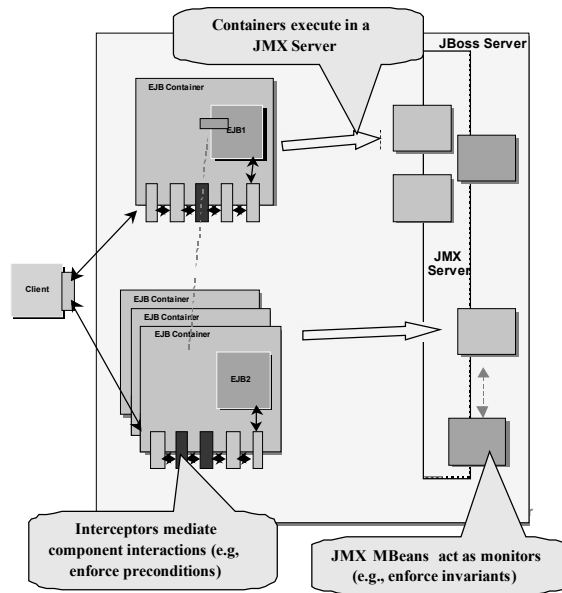 Containers execute in a
JMX Server
JBoss Server
EJB Container
EJB1
JMX
Server
Client
EJB Container
EJB Container
EJB Container
EJB2
Interceptors mediate
component interactions (e.g,
enforce preconditions)
JMX MBeans act as monitors
(e.g., enforce invariants)